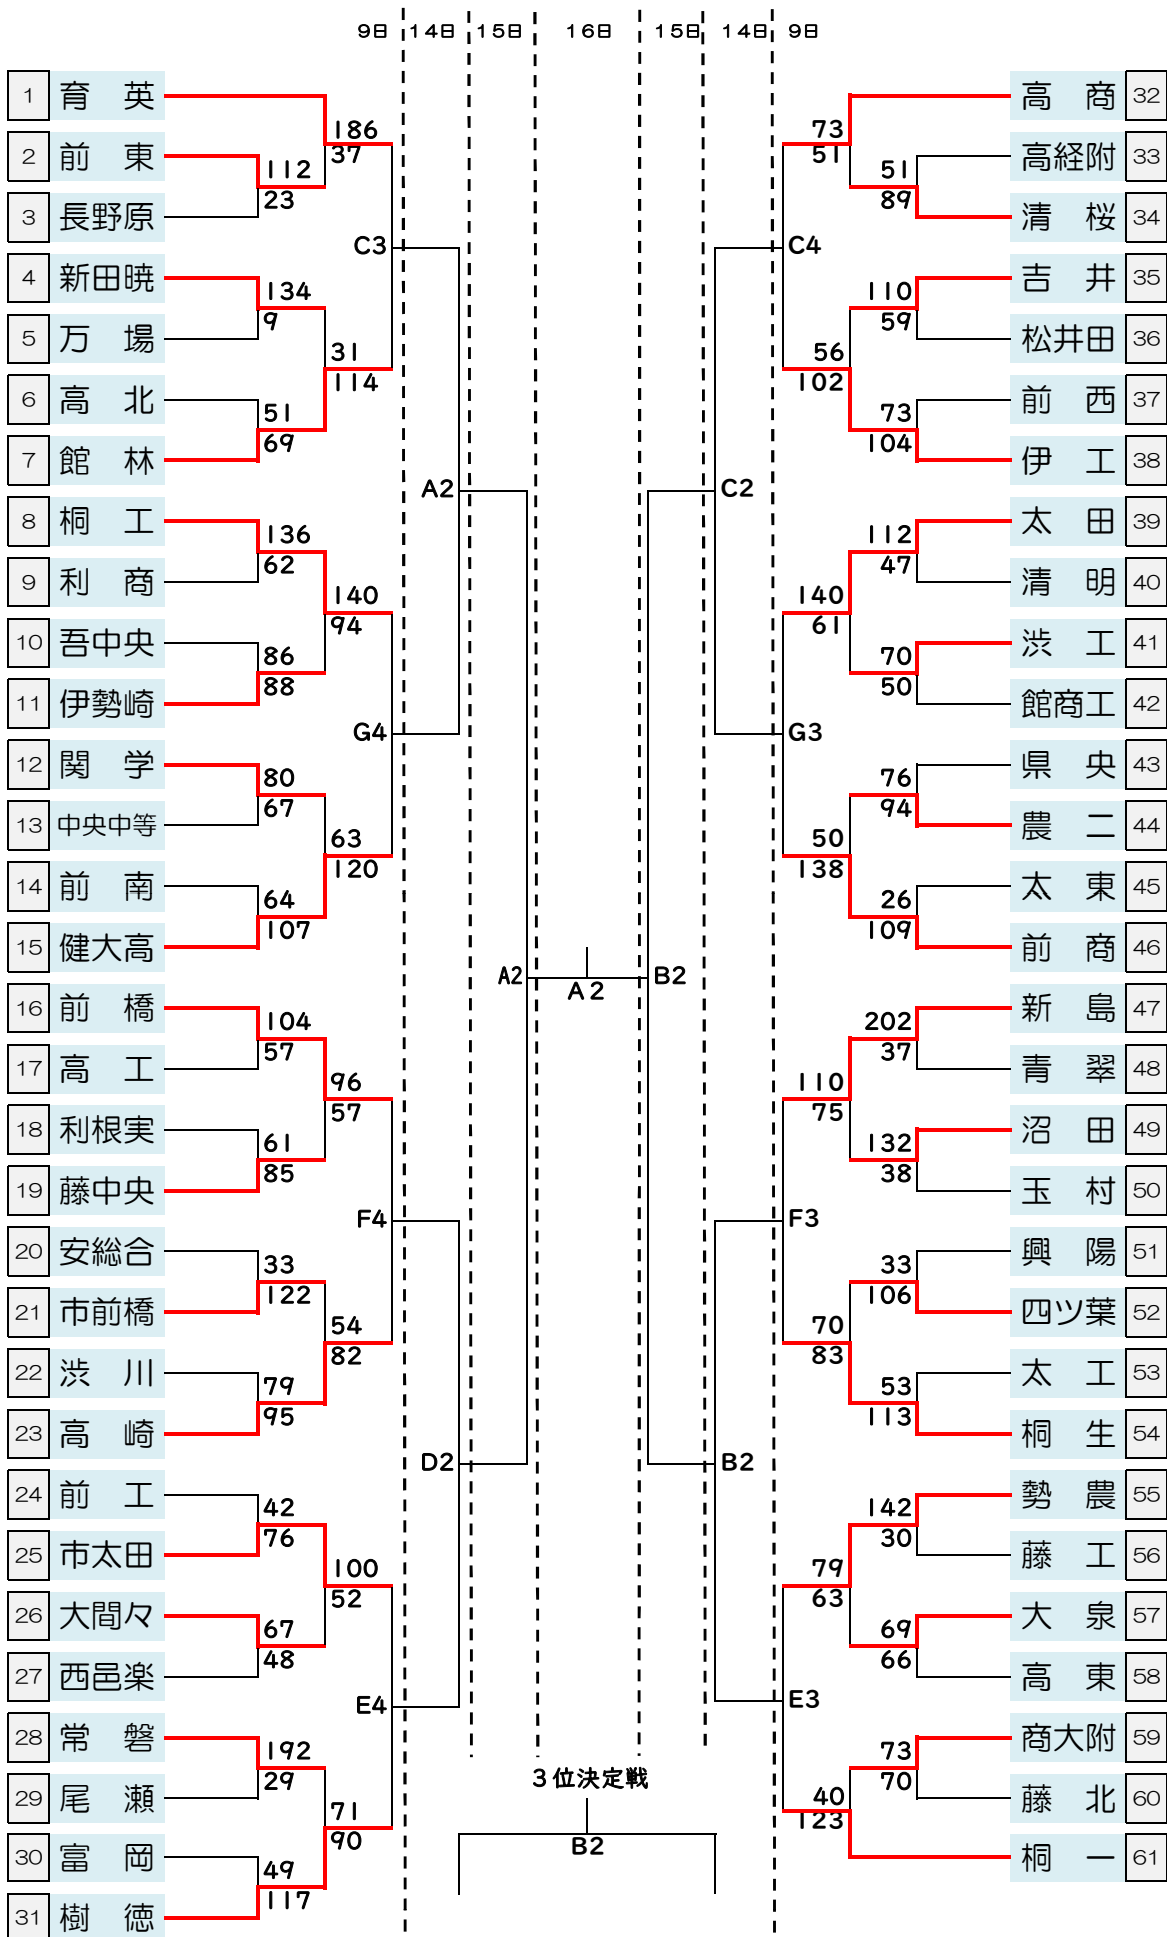 9日 14日 15日 16日 15日 14日 9日
1 育 英
2 前 東
3 長野原
4 新田暁
5 万 場
6 高 北
7 館 林
8 桐 工
9 利 商
10 吾中央
11 伊勢崎
12 関 学
13 中央中等
14 前 南
15 健大高
16 前 橋
17 高 工
18 利根実
19 藤中央
20 安総合
21 市前橋
22 渋 川
23 高 崎
24 前 工
25 市太田
26 大間々
27 西邑楽
28 常 磐
29 尾 瀬
30 富 岡
31 樹 徳
112
23
134
9
51
69
136
62
86
88
80
67
64
107
104
57
61
85
33
122
79
95
42
76
67
48
192
29
49
117
186
37
31
114
140
94
63
120
96
57
54
82
100
52
71
90
C3
G4
F4
E4
A2
D2
A2
A2
B2
C2
B2
C4
G3
F3
E3
73
51
56
102
140
61
50
138
110
75
70
83
79
63
40
123
51
89
110
59
73
104
112
47
70
50
76
94
26
109
202
37
132
38
33
106
53
113
142
30
69
66
73
70
高 商 32
高経附 33
清 桜 34
吉 井 35
松井田 36
前 西 37
伊 工 38
太 田 39
清 明 40
渋 工 41
館商工 42
県 央 43
農 二 44
太 東 45
前 商 46
新 島 47
青 翠 48
沼 田 49
玉 村 50
興 陽 51
四ツ葉 52
太 工 53
桐 生 54
勢 農 55
藤 工 56
大 泉 57
高 東 58
商大附 59
藤 北 60
桐 一 61
3位決定戦
B2